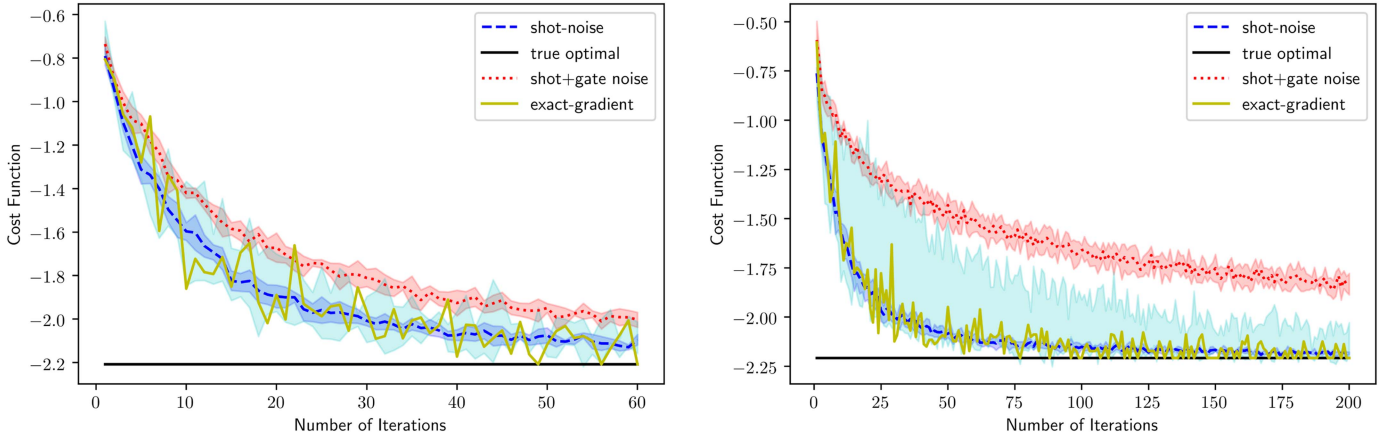 −0.6
−0.8
−1.0
−1.2
−1.4
−1.6
−1.8
−2.0
−2.2
Cost Function
0
10
20
30
40
50
60
Number of Iterations
shot-noise
true optimal
shot+gate noise
exact-gradient
−0.50
−0.75
−1.00
−1.25
−1.50
−1.75
−2.00
−2.25
Cost Function
0
25
50
75
100
125
150
175
200
Number of Iterations
shot-noise
true optimal
shot+gate noise
exact-gradient